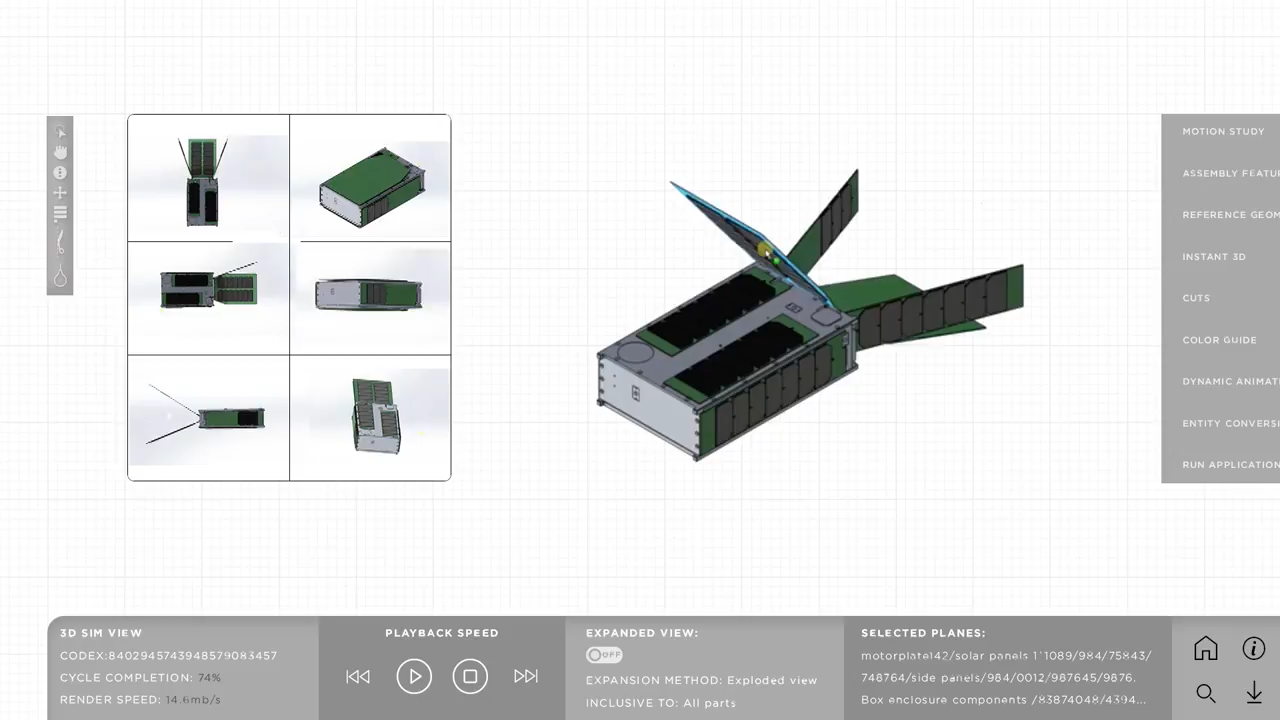 MOTION STUDY
ASSEMBLY FEATU
REFERENCE GEOM
INSTANT 3D
CUTS
COLOR GUIDE
DYNAMIC ANIMAT
ENTITY CONVERSI
RUN APPLICATION
3D SIM VIEW
CODEX:8402945743948579083457
CYCLE COMPLETION: 74%
RENDER SPEED: 14.6mb/s
PLAYBACK SPEED
EXPANDED VIEW:
OFF
EXPANSION METHOD: Exploded view
INCLUSIVE TO: All parts
SELECTED PLANES:
motorplate142/solar panels 11089/984/75843/
748764/side panels/984/0012/987645/9876.
Box enclosure components /83874048/4394...